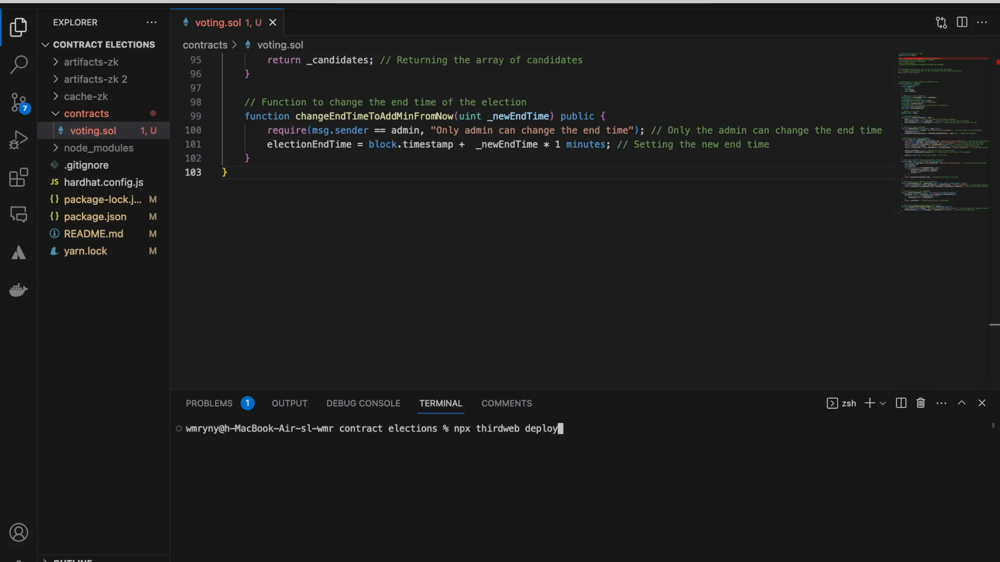 EXPLORER
CONTRACT ELECTIONS
artifacts-zk
artifacts-zk 2
cache-zk
contracts
voting.sol 1, U
node_modules
.gitignore
JS hardhat.config.js
{} package-lock.j... M
{} package.json M
README.md M
yarn.lock M
7
voting.sol 1, U
contracts > voting.sol
95 return _candidates; // Returning the array of candidates
96 }
97
98 // Function to change the end time of the election
99 function changeEndTimeToAddMinFromNow(uint _newEndTime) public {
100 require(msg.sender == admin, "Only admin can change the end time"); // Only the admin can change the end time
101 electionEndTime = block.timestamp + _newEndTime * 1 minutes; // Setting the new end time
102 }
103 }
PROBLEMS 1 OUTPUT DEBUG CONSOLE TERMINAL COMMENTS
zsh
wmryny@h-MacBook-Air-sl-wmr contract elections % npx thirdweb deploy